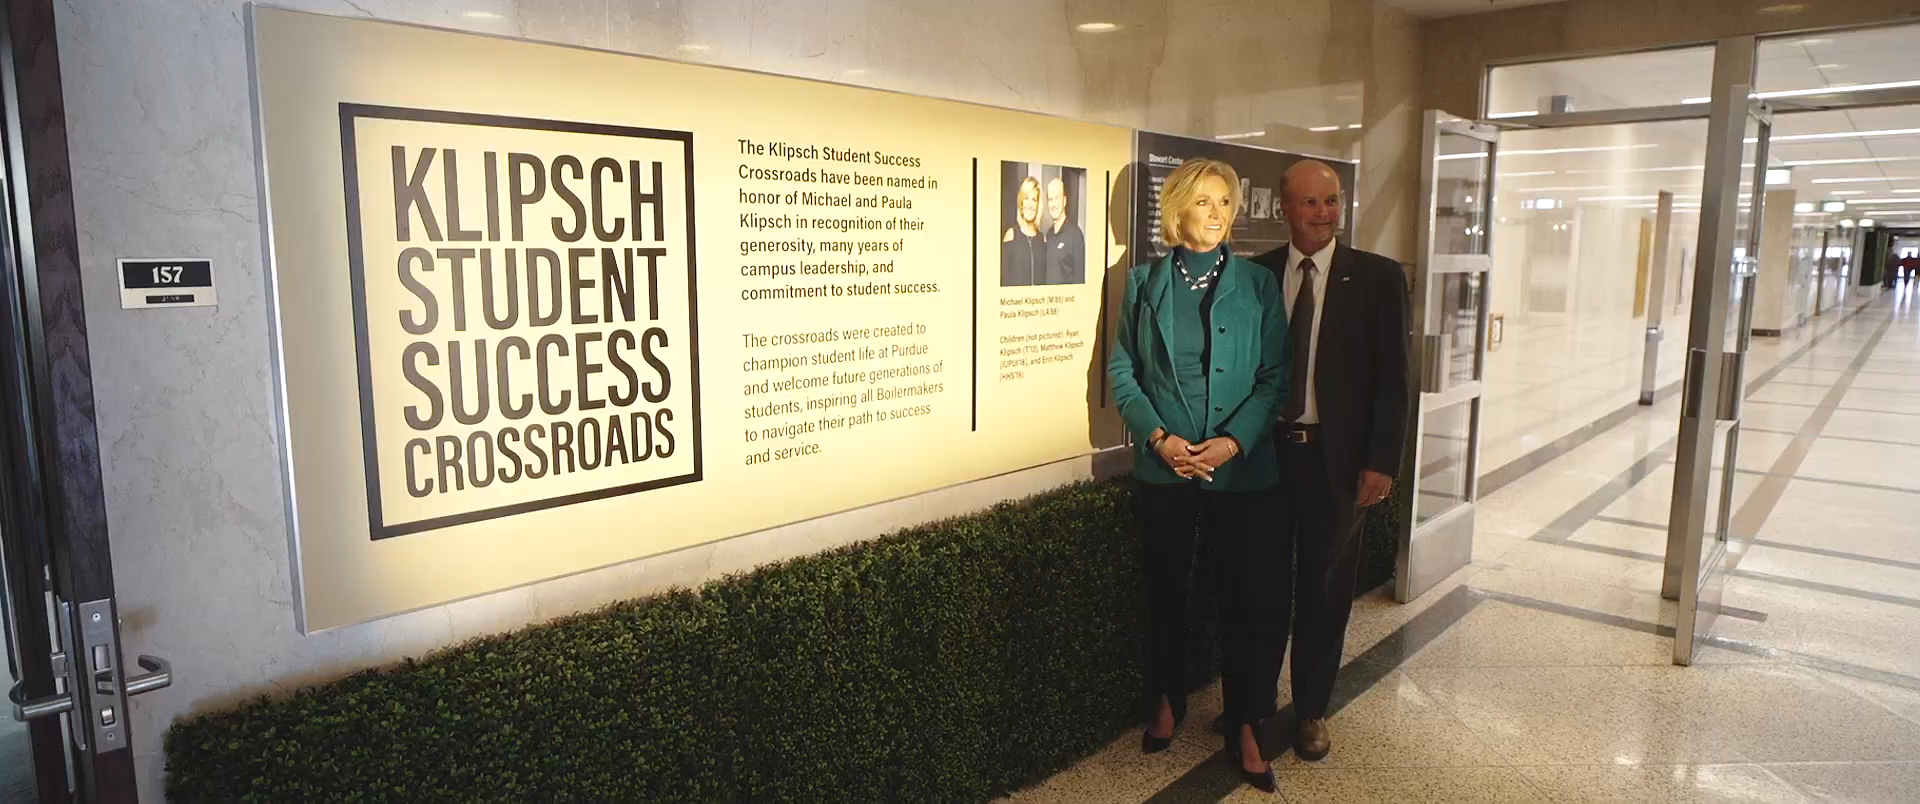 157
KLIPSCH
STUDENT
SUCCESS
CROSSROADS
The Klipsch Student Success
Crossroads have been named in
honor of Michael and Paula
Klipsch in recognition of their
generosity, many years of
campus leadership, and
commitment to student success.
The crossroads were created to
champion student life at Purdue
and welcome future generations of
students, inspiring all Boilermakers
to navigate their path to success
and service.
Michael Klipsch (M'85) and
Paula Klipsch (LA'88)
Children (not pictured): Ryan
Klipsch (T'13), Matthew Klipsch
(IUPUI'16), and Erin Klipsch
(HHS'19)
Stewart Center